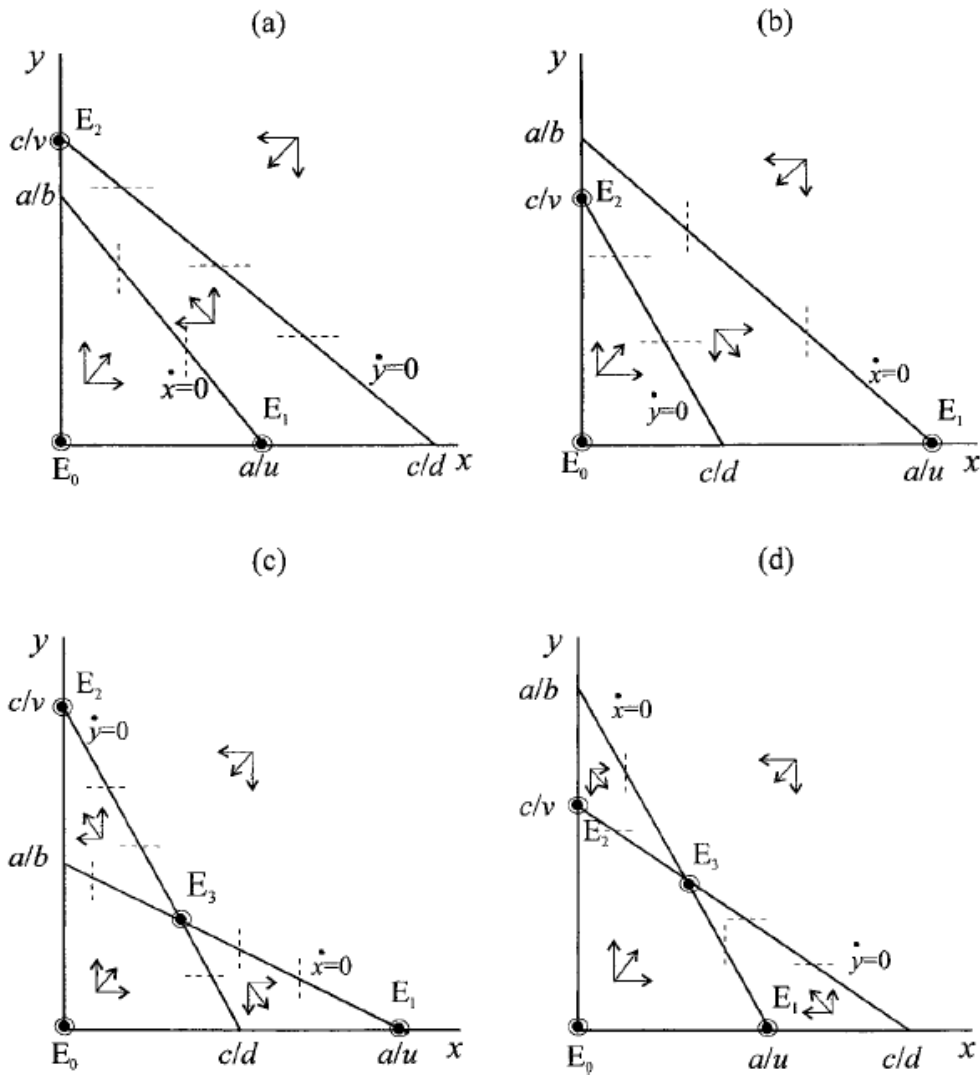 (a)
y
c/v
E₂
a/b
ẋ=0
ẏ=0
E₁
E₀
a/u
c/d
x
(b)
y
a/b
c/v
E₂
ẏ=0
ẋ=0
E₁
E₀
c/d
a/u
x
(c)
y
c/v
E₂
ẏ=0
a/b
E₃
ẋ=0
E₁
E₀
c/d
a/u
x
(d)
y
a/b
ẋ=0
c/v
E₂
E₃
ẏ=0
E₁
E₀
a/u
c/d
x